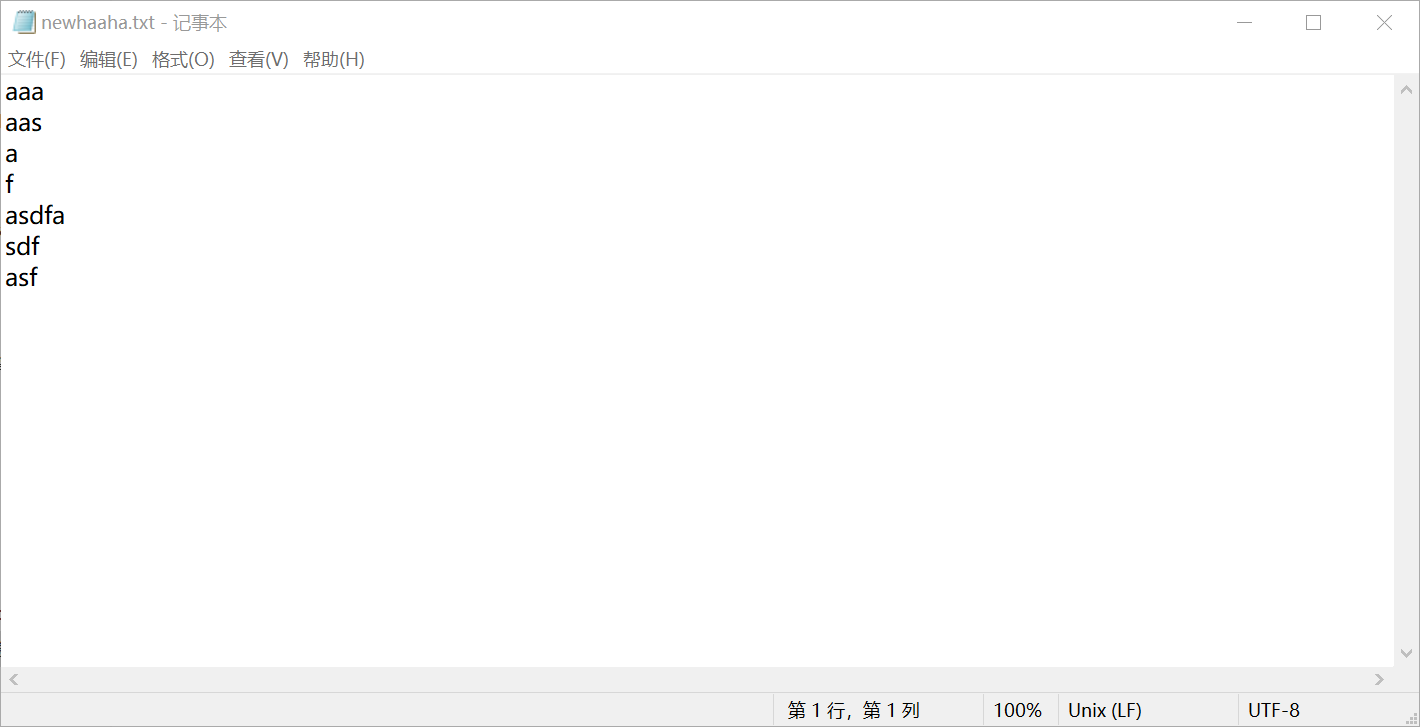 newhaaha.txt - 记事本
文件(F) 编辑(E) 格式(O) 查看(V) 帮助(H)
aaa
aas
a
f
asdfa
sdf
asf
第 1 行，第 1 列 100% Unix (LF) UTF-8